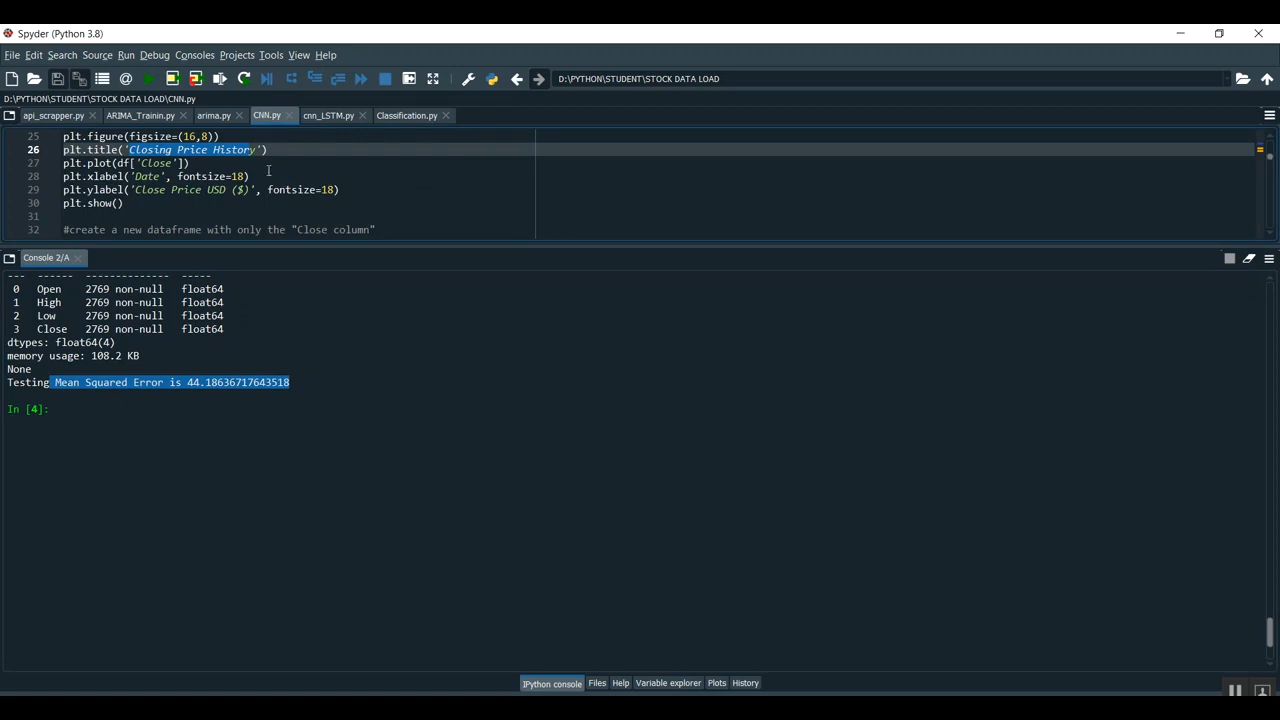 Spyder (Python 3.8)
File Edit Search Source Run Debug Consoles Projects Tools View Help
D:\PYTHON\STUDENT\STOCK DATA LOAD
D:\PYTHON\STUDENT\STOCK DATA LOAD\CNN.py
api_scrapper.py ARIMA_Trainin.py arima.py CNN.py cnn_LSTM.py Classification.py
25 plt.figure(figsize=(16,8))
26 plt.title('Closing Price History')
27 plt.plot(df['Close'])
28 plt.xlabel('Date', fontsize=18)
29 plt.ylabel('Close Price USD ($)', fontsize=18)
30 plt.show()
31
32 #create a new dataframe with only the "Close column"
Console 2/A
--- ------ -------------- -----
0 Open 2769 non-null float64
1 High 2769 non-null float64
2 Low 2769 non-null float64
3 Close 2769 non-null float64
dtypes: float64(4)
memory usage: 108.2 KB
None
Testing Mean Squared Error is 44.18636717643518
In [4]:
IPython console Files Help Variable explorer Plots History